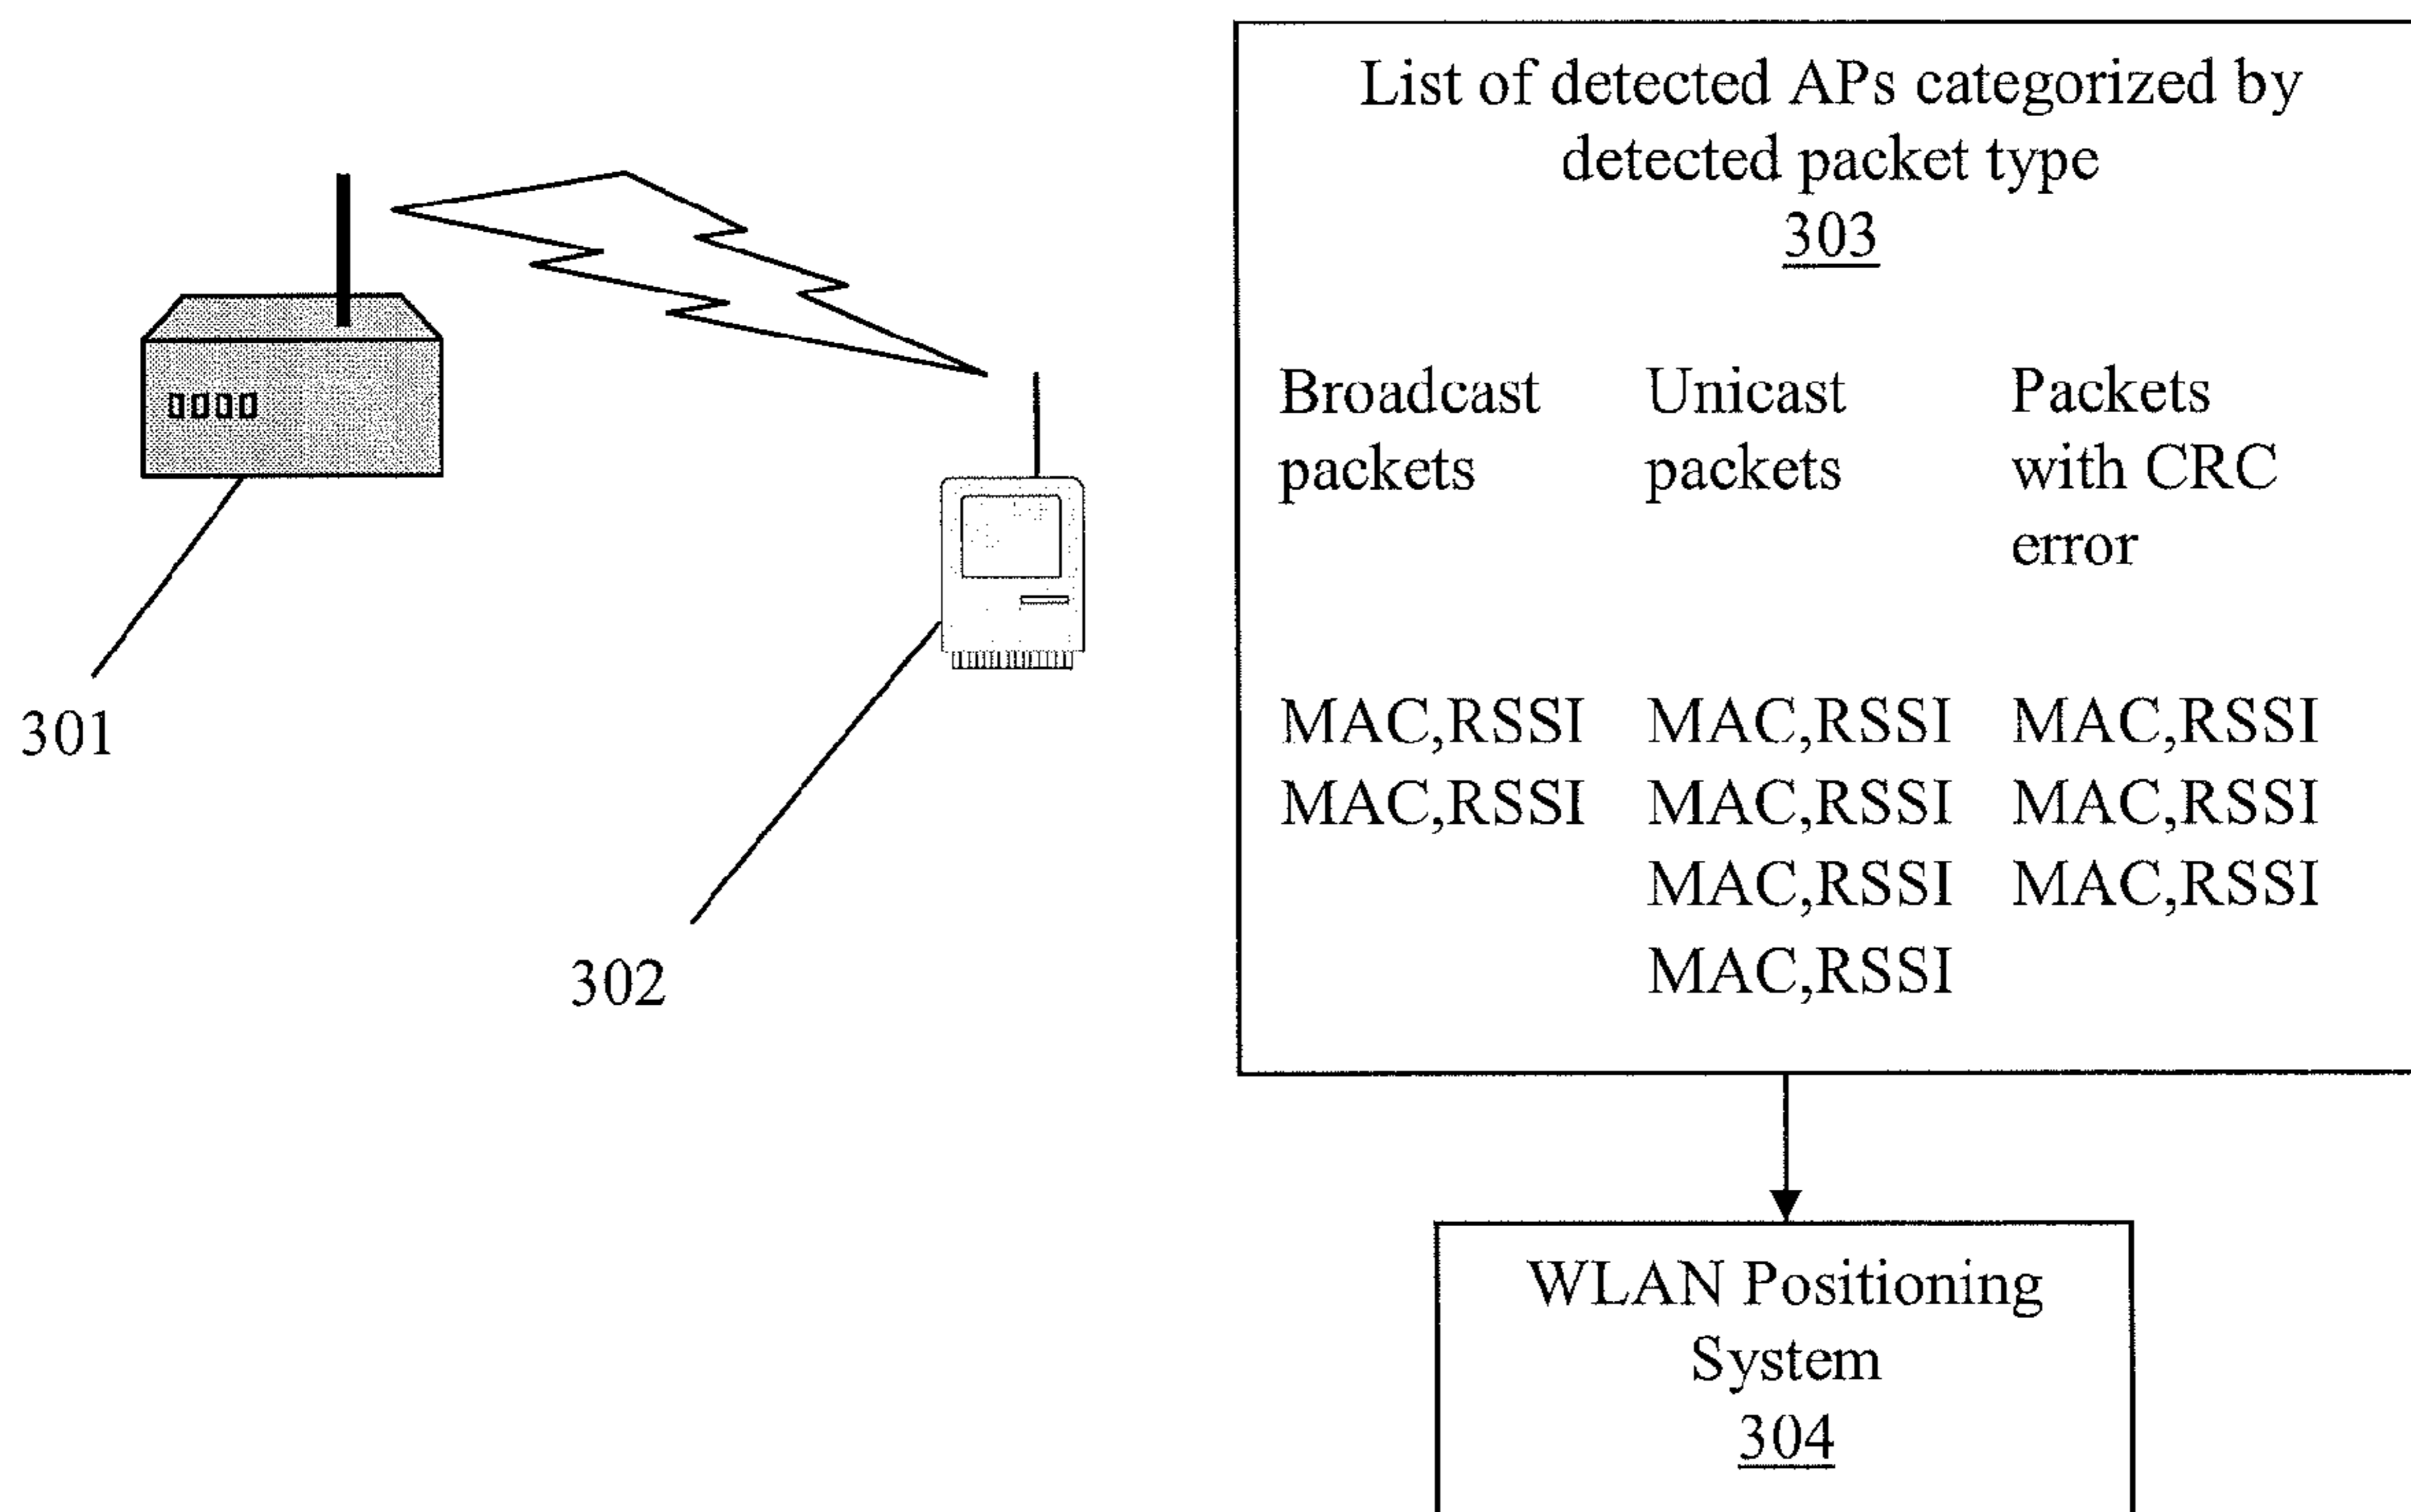 301
302
List of detected APs categorized by
detected packet type
303
Broadcast Unicast Packets
packets packets with CRC
error
MAC,RSSI MAC,RSSI MAC,RSSI
MAC,RSSI MAC,RSSI MAC,RSSI
MAC,RSSI MAC,RSSI
MAC,RSSI
WLAN Positioning
System
304